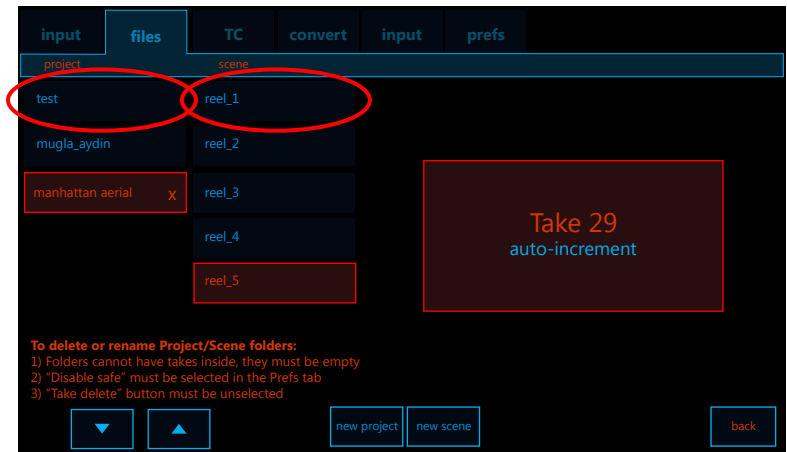 input files TC convert input prefs
project scene
test reel_1
mugla_aydin reel_2
manhattan aerial X reel_3
Take 29
reel_4
auto-increment
reel_5
To delete or rename Project/Scene folders:
1) Folders cannot have takes inside, they must be empty
2) "Disable safe" must be selected in the Prefs tab
3) "Take delete" button must be unselected
new project new scene back